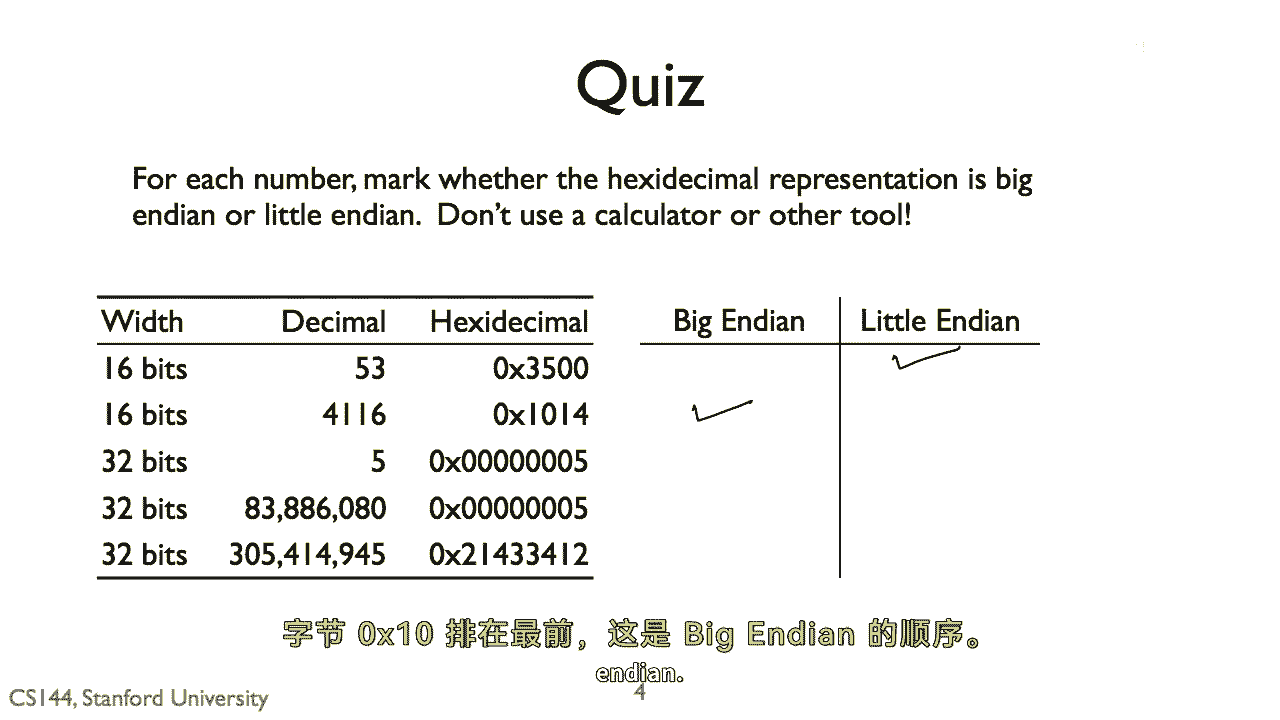 Quiz
For each number, mark whether the hexidecimal representation is big
endian or little endian. Don't use a calculator or other tool!
Width Decimal Hexidecimal Big Endian Little Endian
16 bits 53 0x3500
16 bits 4116 0x1014
32 bits 5 0x00000005
32 bits 83,886,080 0x00000005
32 bits 305,414,945 0x21433412
字节 0x10 排在最前，这是 Big Endian 的顺序。
endian.
4
CS144, Stanford University